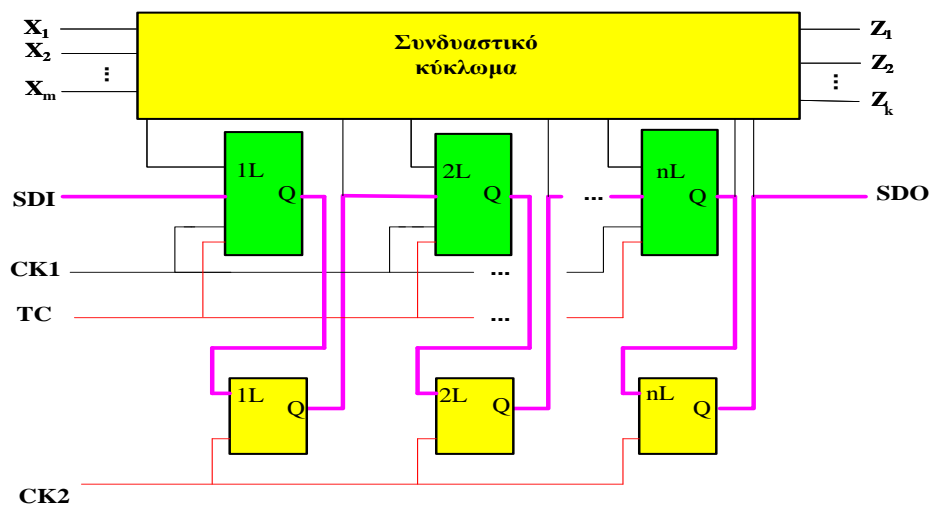 X1
X2
...
Xm
Συνδυαστικό
κύκλωμα
Z1
Z2
...
Zk
1L
Q
2L
Q
nL
Q
SDI
...
SDO
CK1
...
TC
...
1L
Q
2L
Q
nL
Q
CK2